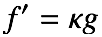 f′ = κg